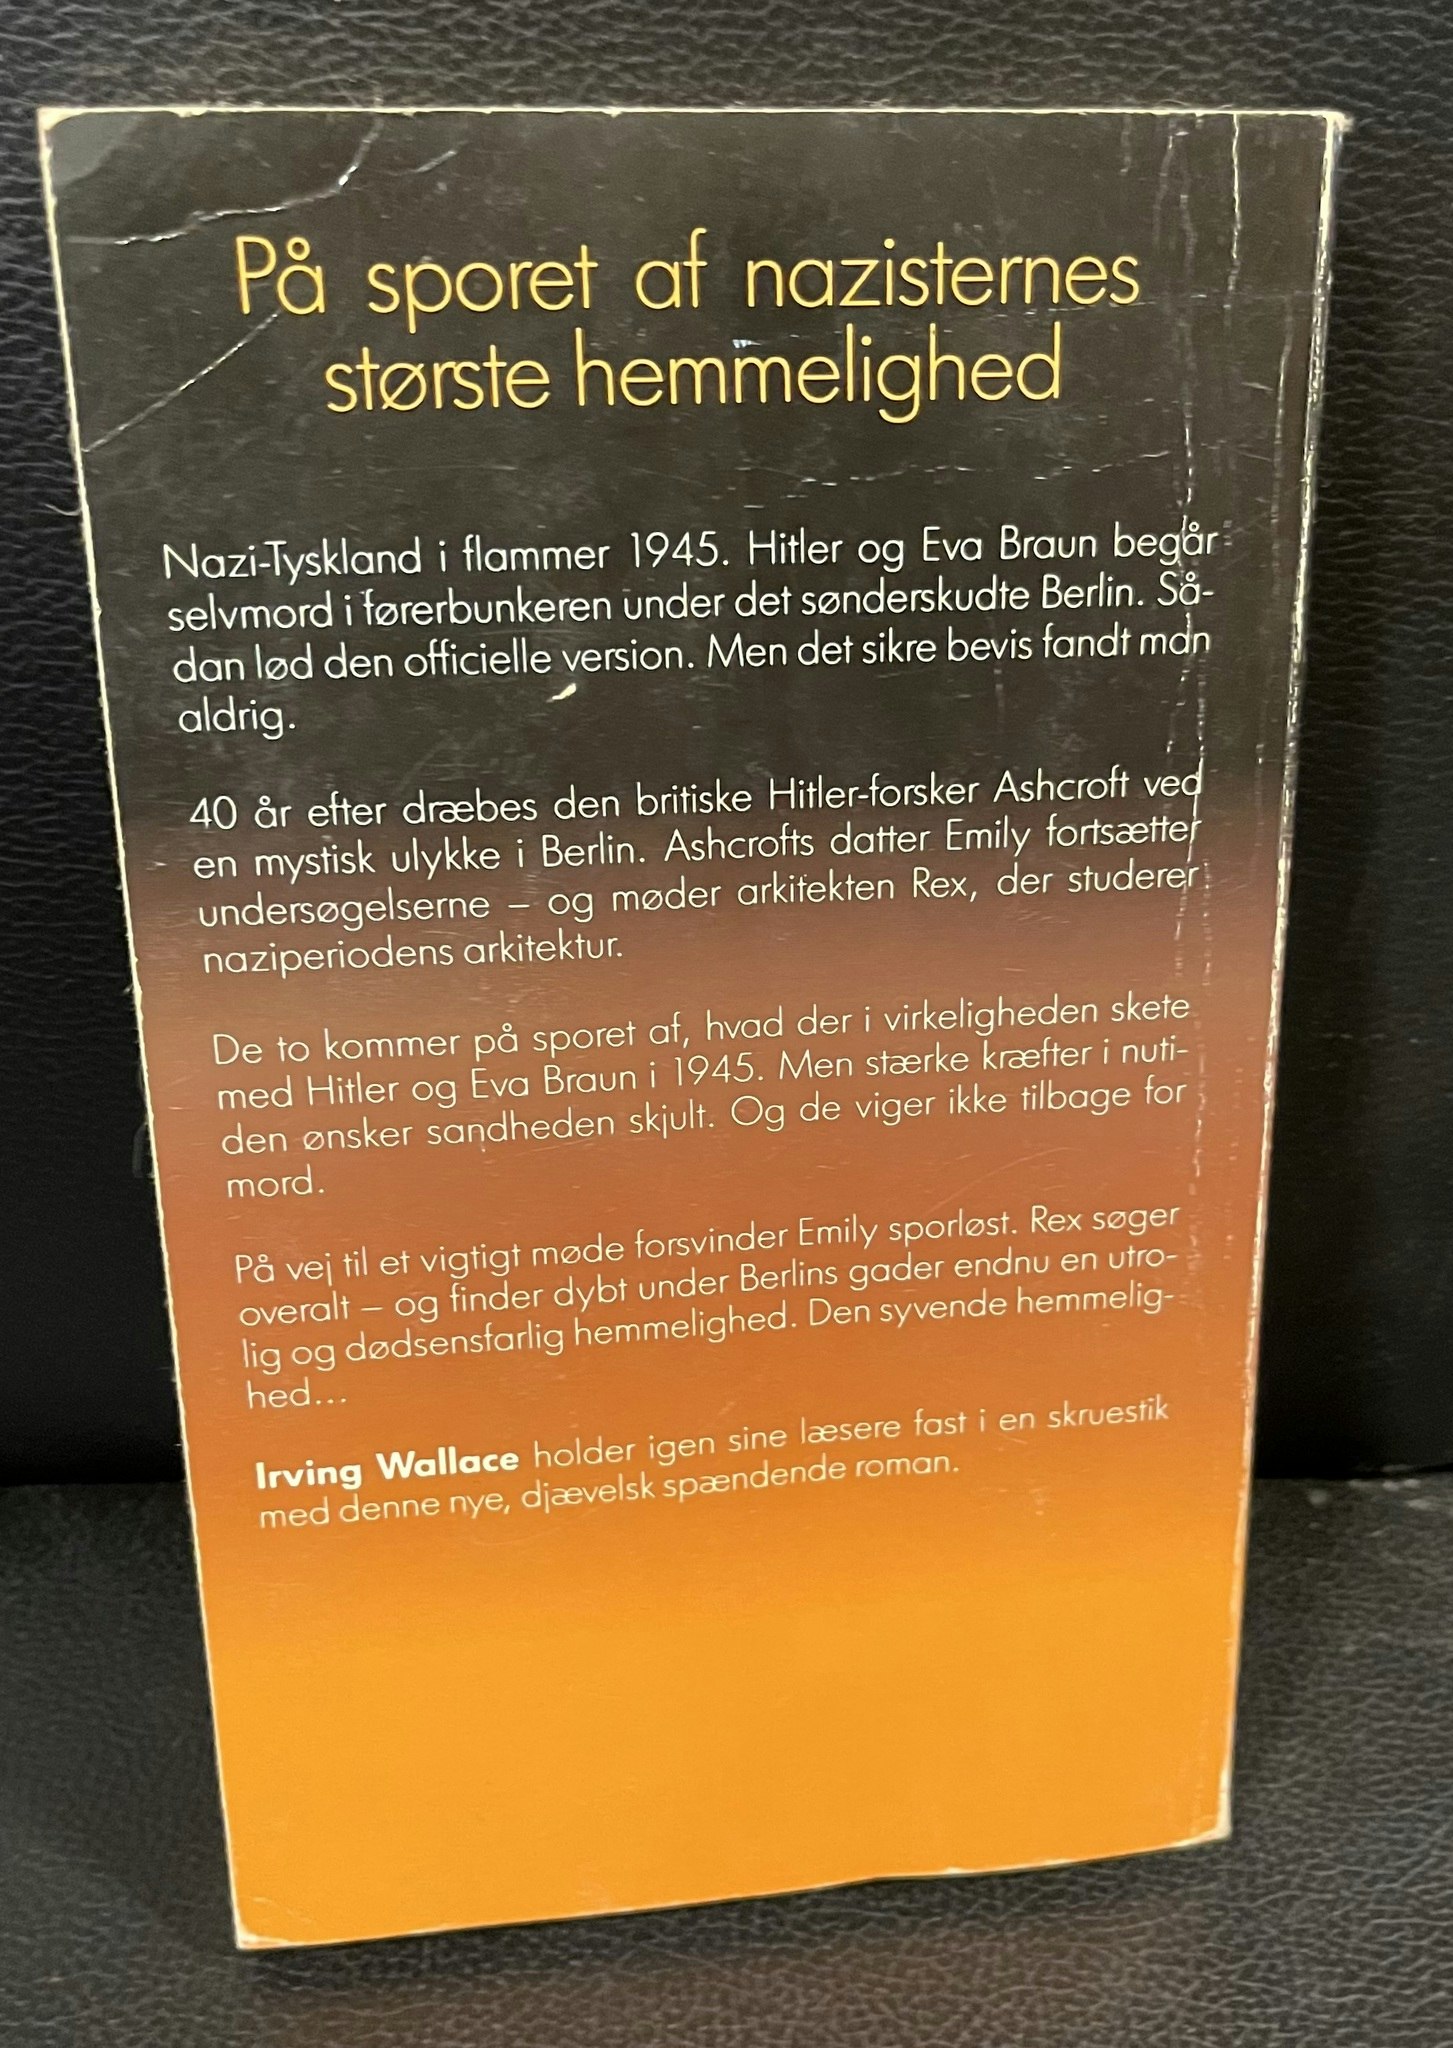 På sporet af nazisternes
største hemmelighed
Nazi-Tyskland i flammer 1945. Hitler og Eva Braun begår
selvmord i førerbunkeren under det sønderskudte Berlin. Så-
dan lød den officielle version. Men det sikre bevis fandt man
aldrig.
40 år efter dræbes den britiske Hitler-forsker Ashcroft ved
en mystisk ulykke i Berlin. Ashcrofts datter Emily fortsætter
undersøgelserne – og møder arkitekten Rex, der studerer
naziperiodens arkitektur.
De to kommer på sporet af, hvad der i virkeligheden skete
med Hitler og Eva Braun i 1945. Men stærke kræfter i nuti-
den ønsker sandheden skjult. Og de viger ikke tilbage for
mord.
På vej til et vigtigt møde forsvinder Emily sporløst. Rex søger
overalt – og finder dybt under Berlins gader endnu en utro-
lig og dødsensfarlig hemmelighed. Den syvende hemmelig-
hed...
Irving Wallace holder igen sine læsere fast i en skruestik
med denne nye, djævelsk spændende roman.